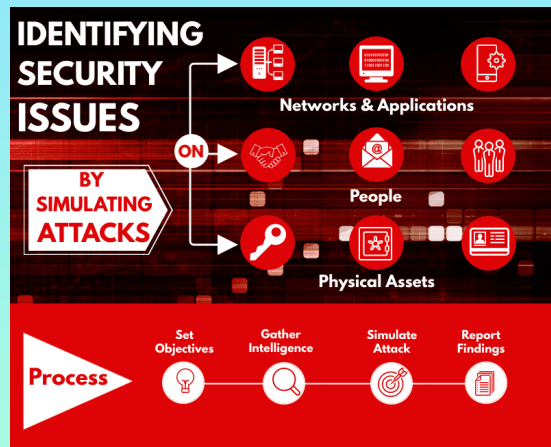 IDENTIFYING
SECURITY
ISSUES
BY
SIMULATING
ATTACKS
ON
Networks & Applications
@
People
Physical Assets
Process
Set
Objectives
Gather
Intelligence
Simulate
Attack
Report
Findings